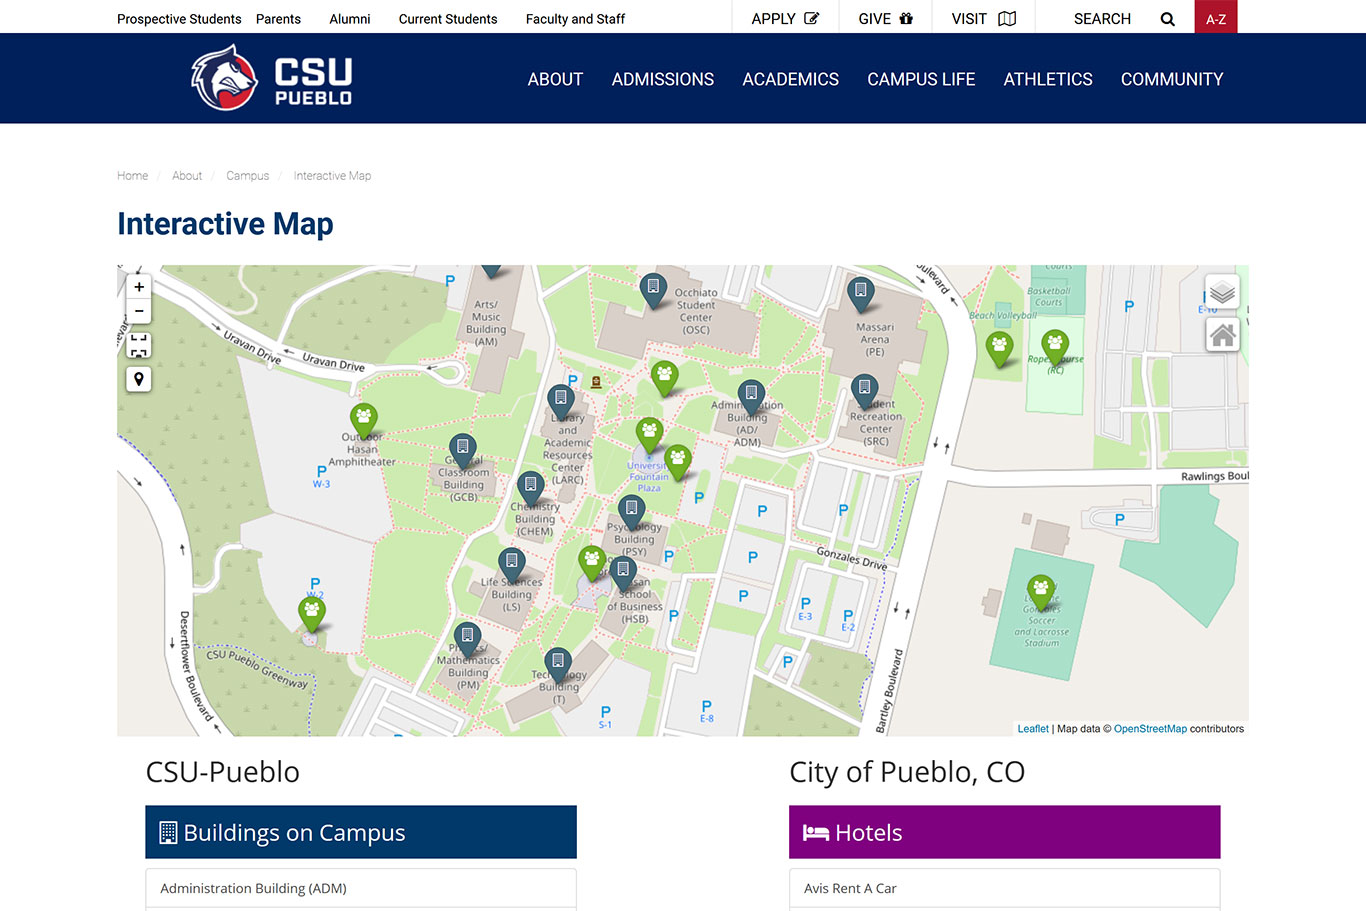 Prospective Students Parents Alumni Current Students Faculty and Staff APPLY GIVE VISIT SEARCH A-Z
CSU
PUEBLO
ABOUT ADMISSIONS ACADEMICS CAMPUS LIFE ATHLETICS COMMUNITY
Home / About / Campus / Interactive Map
Interactive Map
+
−
Uravan Drive
Uravan Drive
P
Arts/
Music
Building
(AM)
Occhiato
Student
Center
(OSC)
Massari
Arena
(PE)
Boulevard
Courts
Basketball
Courts
Beach Volleyball
Ropes Course
(RC)
P
E-10
P
Library
and
Academic
Resources
Center
(LARC)
Administration
Building
(AD/
ADM)
Student
Recreation
Center
(SRC)
Outdoor
Hasan
Amphitheater
P
W-3
General
Classroom
Building
(GCB)
University
Fountain
Plaza
Chemistry
Building
(CHEM)
Psychology
Building
(PSY)
P
P
P
P
P
P
P
Rawlings Boul
P
Gonzales Drive
Life Sciences
Building
(LS)
Hasan
School
of Business
(HSB)
P
E-3
P
E-2
P
P
W-2
Gonzales
Soccer
and Lacrosse
Stadium
Physics/
Mathematics
Building
(PM)
Technology
Building
(T)
P
S-1
P
E-8
CSU Pueblo Greenway
Desertflower Boulevard
Bartley Boulevard
Leaflet | Map data © OpenStreetMap contributors
CSU-Pueblo
City of Pueblo, CO
Buildings on Campus
Hotels
Administration Building (ADM)
Avis Rent A Car